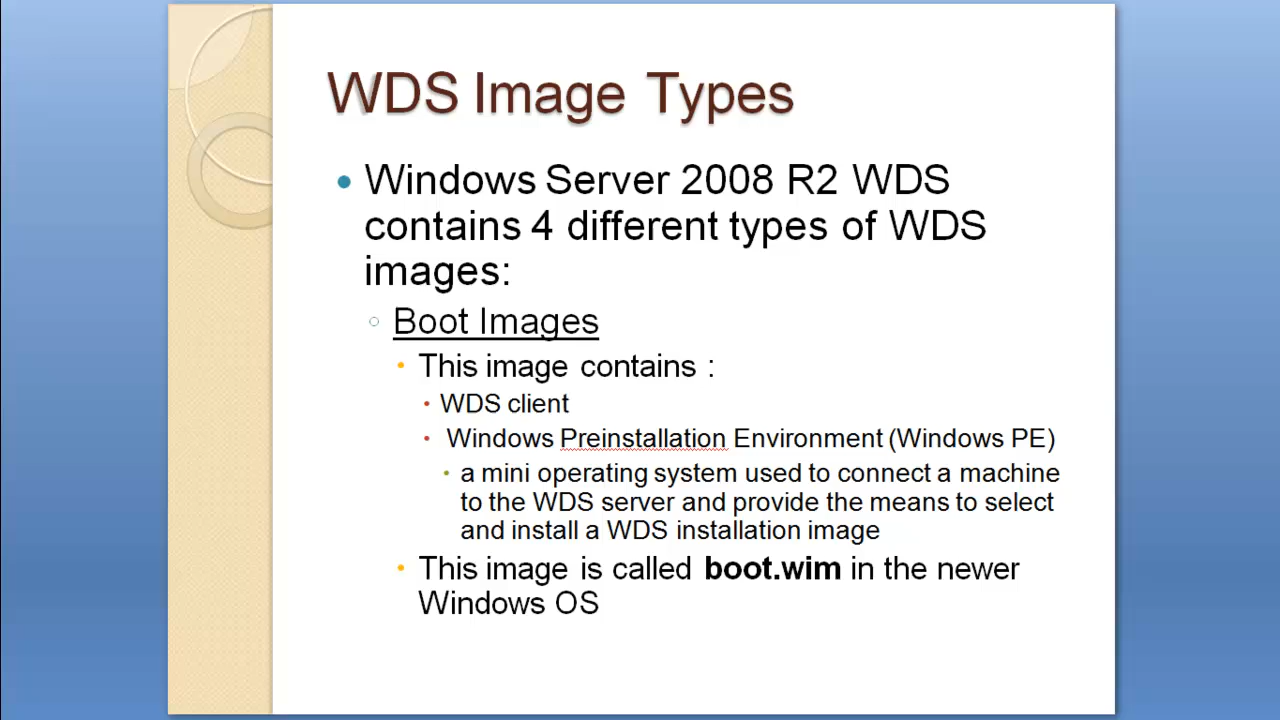 WDS Image Types
Windows Server 2008 R2 WDS
contains 4 different types of WDS
images:
Boot Images
This image contains :
WDS client
Windows Preinstallation Environment (Windows PE)
a mini operating system used to connect a machine
to the WDS server and provide the means to select
and install a WDS installation image
This image is called boot.wim in the newer
Windows OS